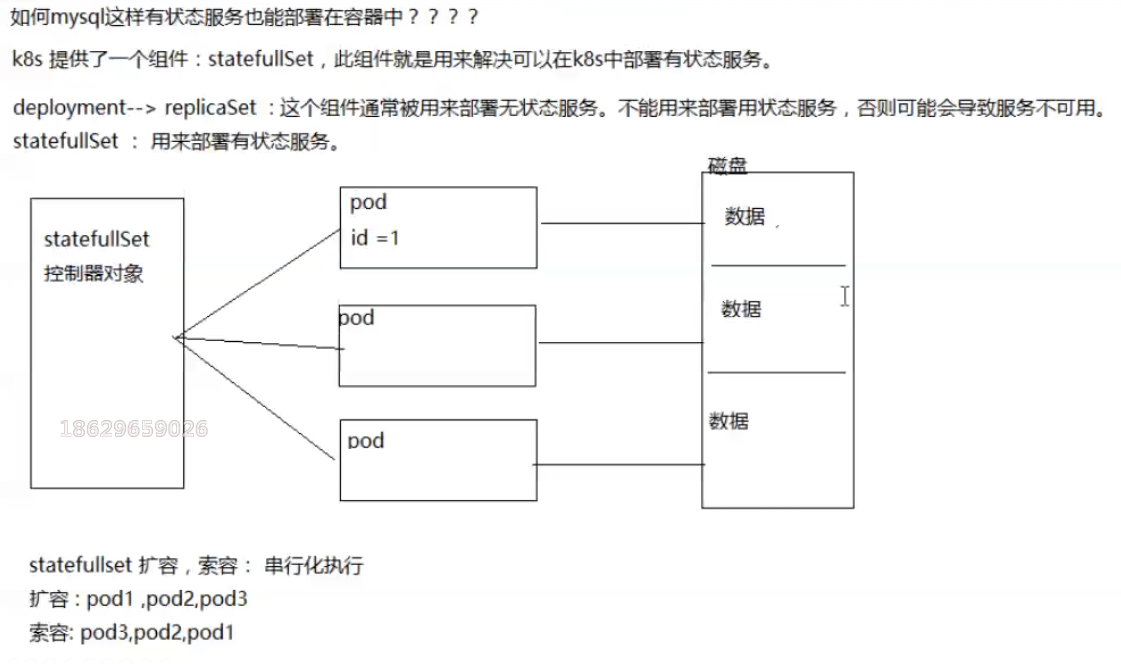 如何mysql这样有状态服务也能部署在容器中？？？？
k8s 提供了一个组件：statefullSet，此组件就是用来解决可以在k8s中部署有状态服务。
deployment--> replicaSet ：这个组件通常被用来部署无状态服务。不能用来部署用状态服务，否则可能会导致服务不可用。
statefullSet ： 用来部署有状态服务。
磁盘
statefullSet
控制器对象
pod
id =1
数据
pod
数据
pod
数据
18629659026
statefullset 扩容，索容： 串行化执行
扩容：pod1 ,pod2,pod3
索容: pod3,pod2,pod1